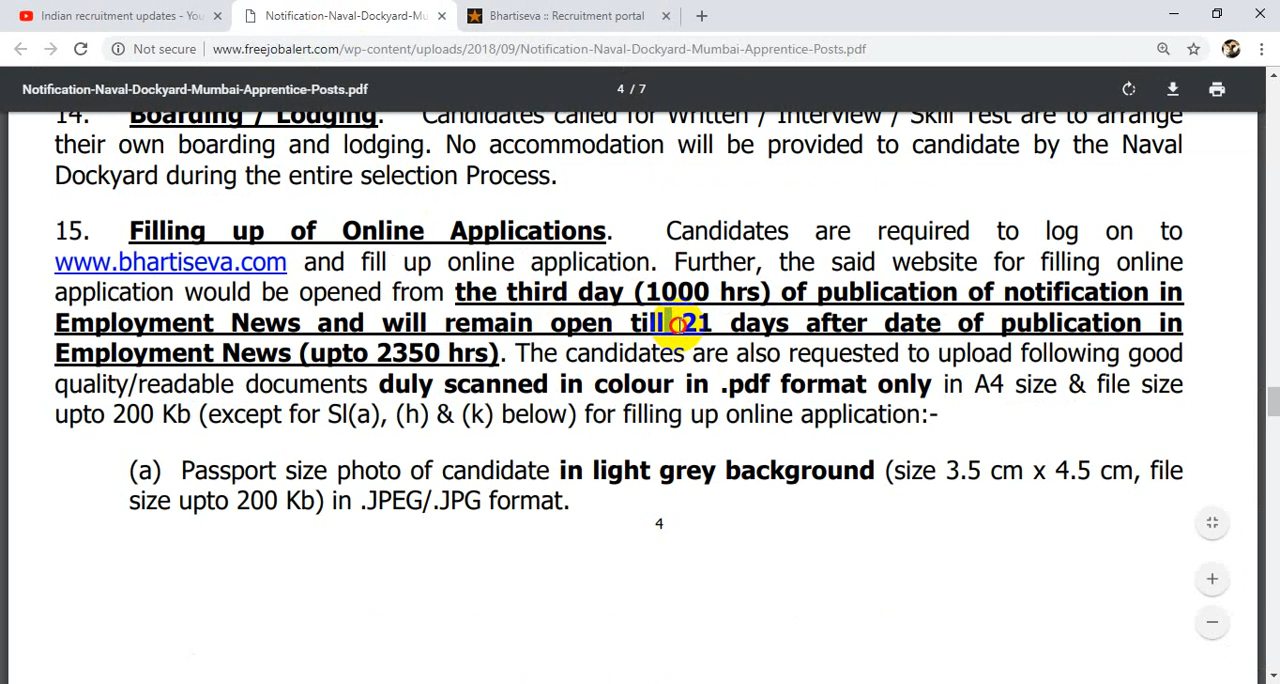 Indian recruitment updates - You
Notification-Naval-Dockyard-Mu
Bhartiseva :: Recruitment portal
Not secure
www.freejobalert.com/wp-content/uploads/2018/09/Notification-Naval-Dockyard-Mumbai-Apprentice-Posts.pdf
Notification-Naval-Dockyard-Mumbai-Apprentice-Posts.pdf
4 / 7
14. Boarding / Lodging. Candidates called for Written / Interview / Skill Test are to arrange
their own boarding and lodging. No accommodation will be provided to candidate by the Naval
Dockyard during the entire selection Process.
15. Filling up of Online Applications. Candidates are required to log on to
www.bhartiseva.com and fill up online application. Further, the said website for filling online
application would be opened from the third day (1000 hrs) of publication of notification in
Employment News and will remain open till 21 days after date of publication in
Employment News (upto 2350 hrs). The candidates are also requested to upload following good
quality/readable documents duly scanned in colour in .pdf format only in A4 size & file size
upto 200 Kb (except for Sl(a), (h) & (k) below) for filling up online application:-
(a) Passport size photo of candidate in light grey background (size 3.5 cm x 4.5 cm, file
size upto 200 Kb) in .JPEG/.JPG format.
4